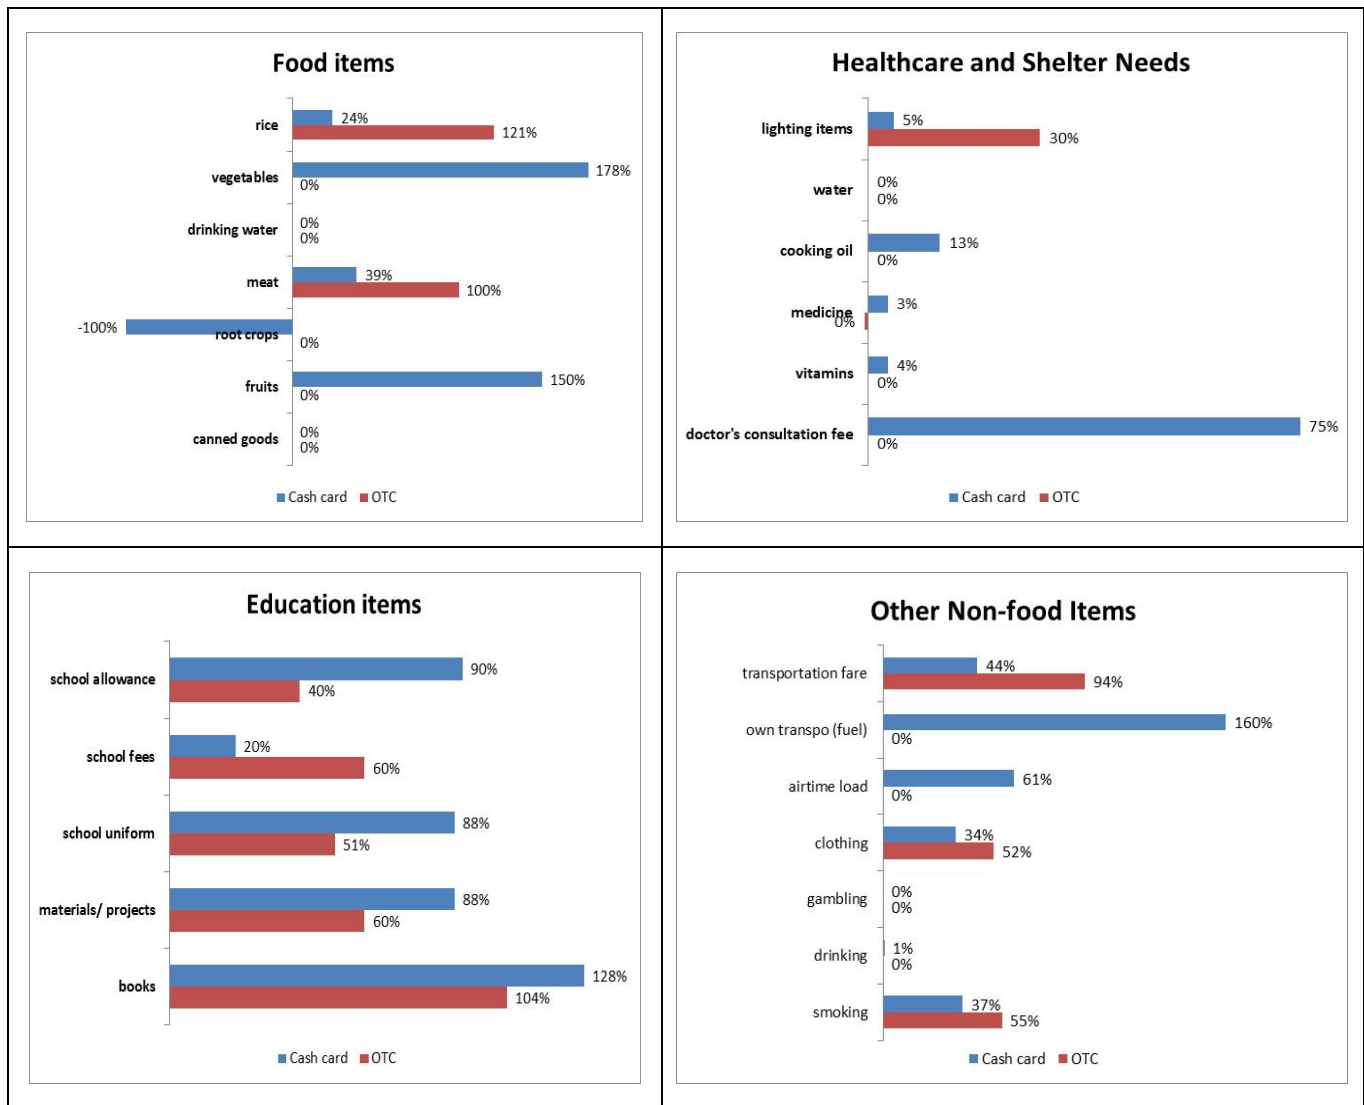 Food items
rice
24%
121%
vegetables
178%
0%
drinking water
0%
0%
meat
39%
100%
-100%
root crops
0%
fruits
150%
0%
canned goods
0%
0%
Cash card OTC
Healthcare and Shelter Needs
lighting items
5%
30%
water
0%
0%
cooking oil
13%
0%
medicine
3%
0%
vitamins
4%
0%
doctor's consultation fee
75%
0%
Cash card OTC
Education items
school allowance
90%
40%
school fees
20%
60%
school uniform
88%
51%
materials/ projects
88%
60%
books
128%
104%
Cash card OTC
Other Non-food Items
transportation fare
44%
94%
own transpo (fuel)
160%
0%
airtime load
61%
0%
clothing
34%
52%
gambling
0%
0%
drinking
1%
0%
smoking
37%
55%
Cash card OTC